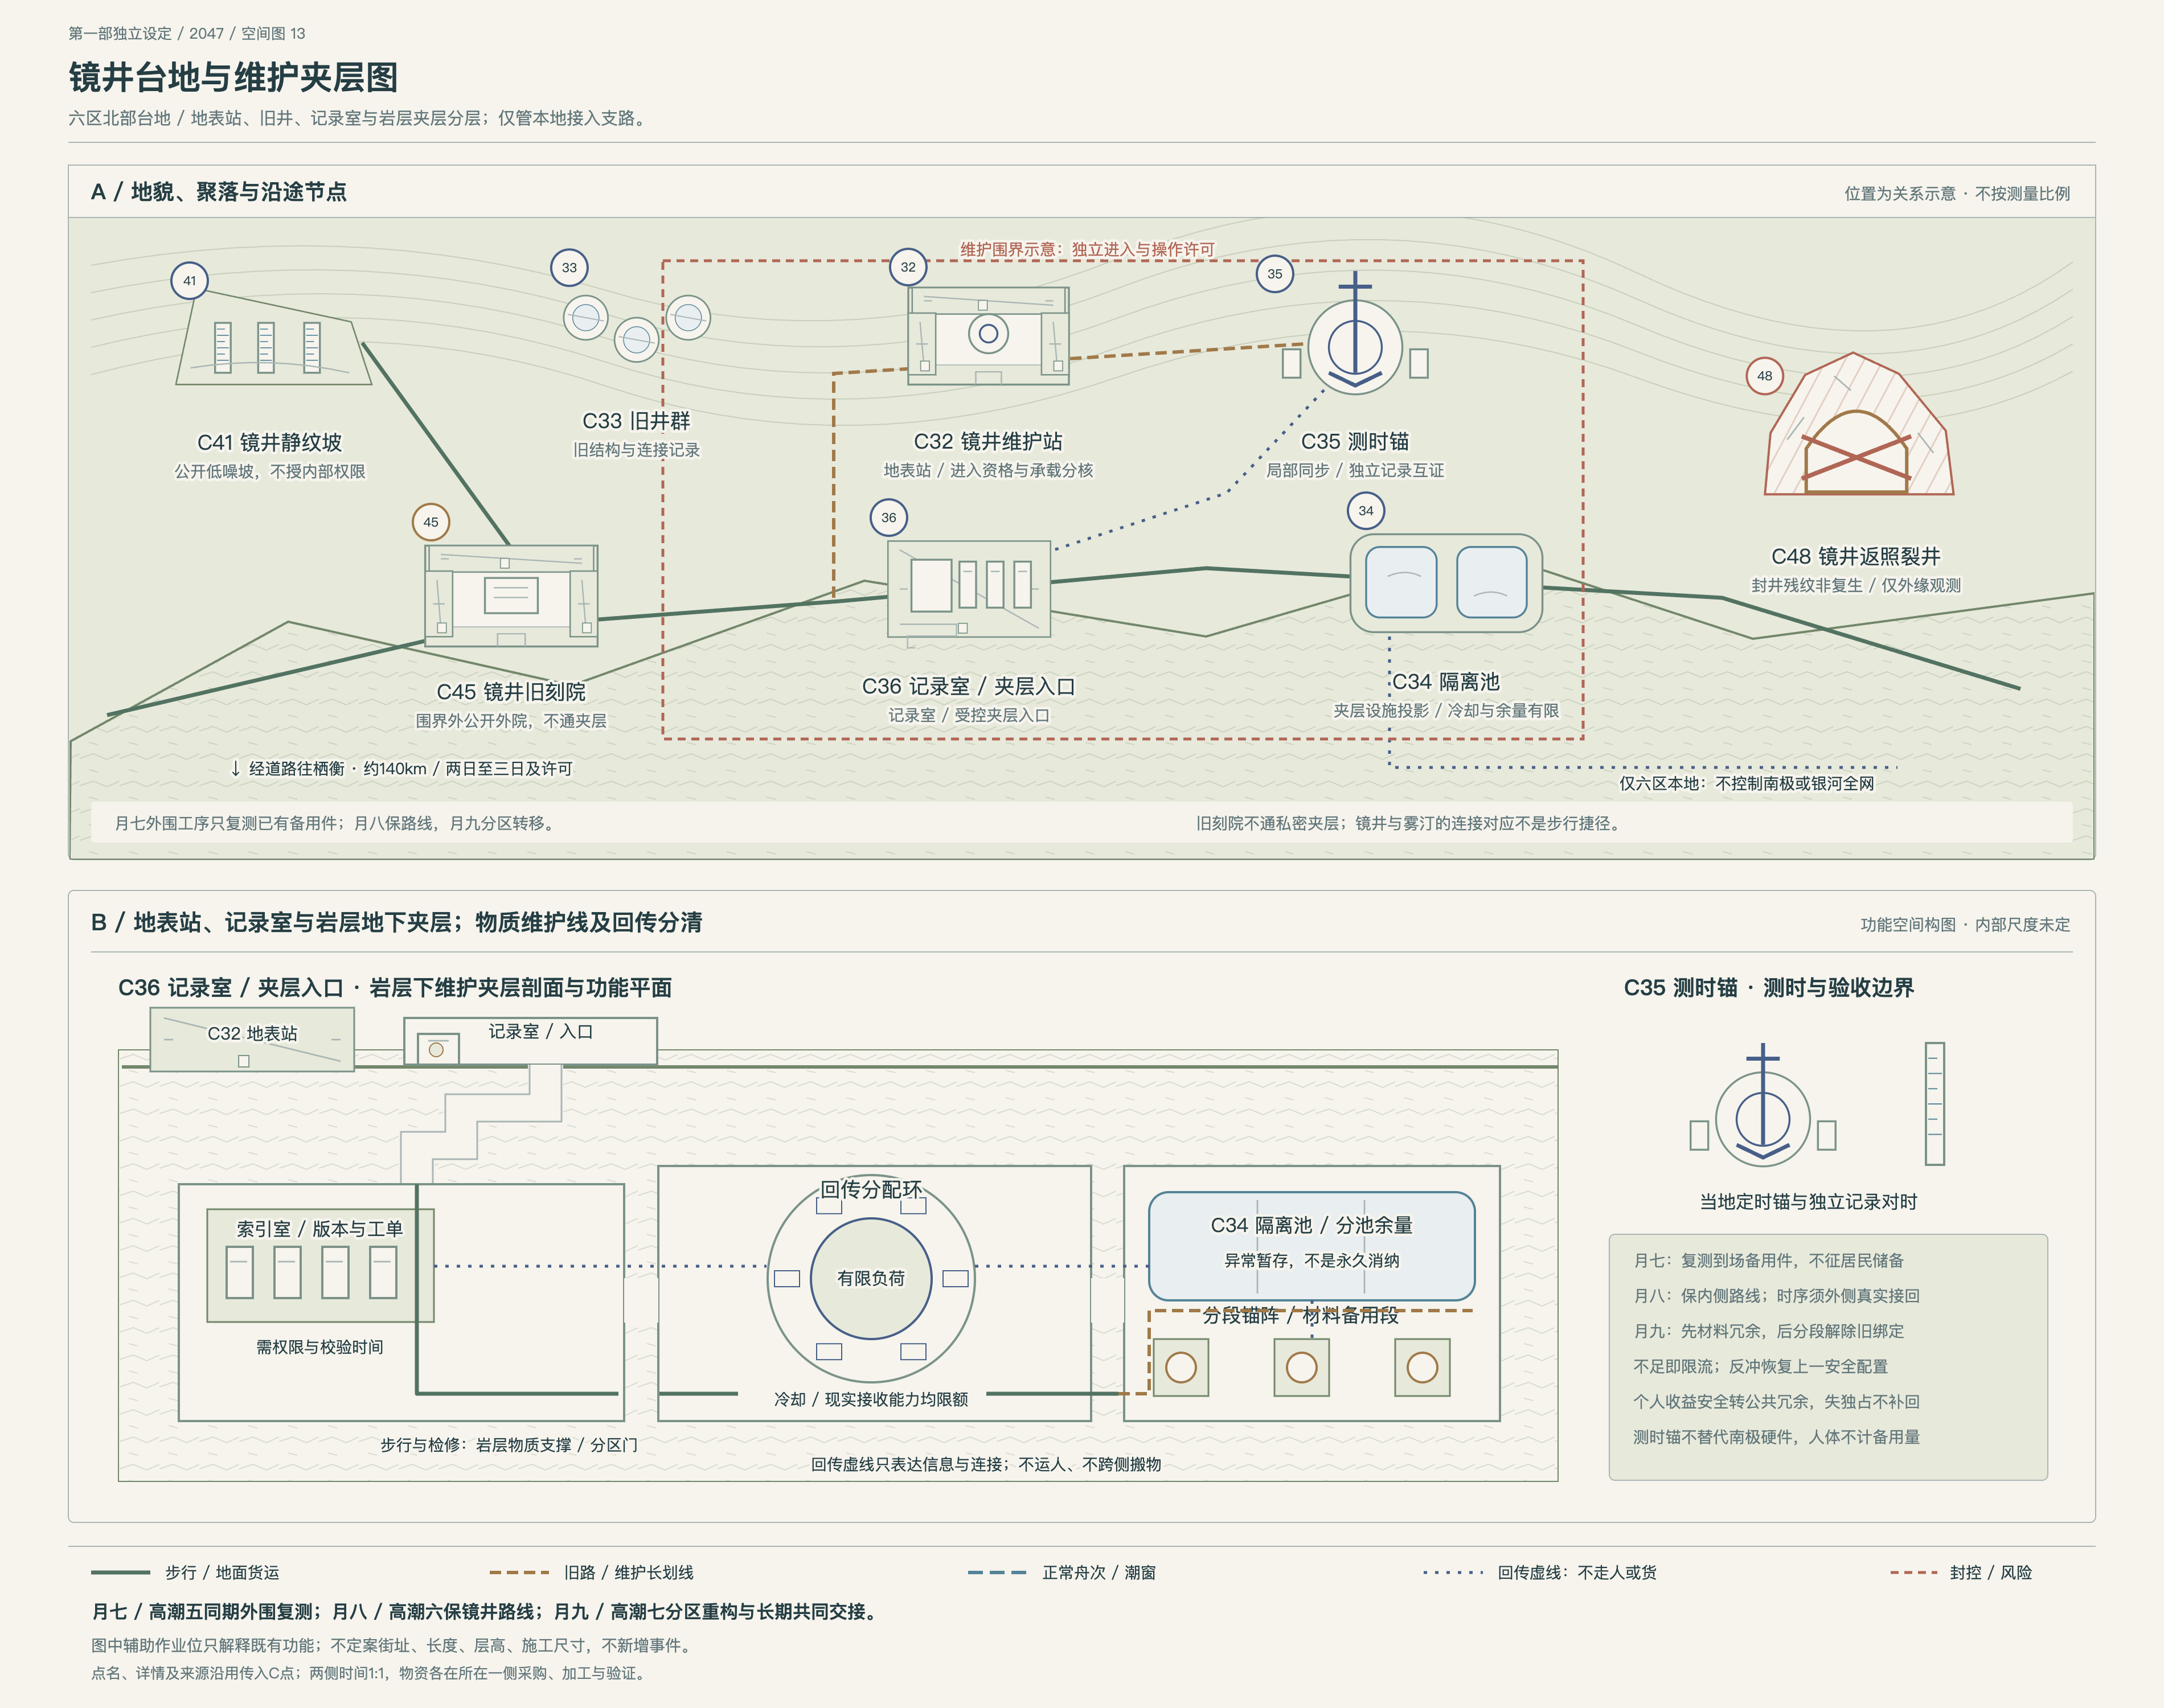 第一部独立设定 / 2047 / 空间图 13
镜井台地与维护夹层图
六区北部台地 / 地表站、旧井、记录室与岩层夹层分层；仅管本地接入支路。
A / 地貌、聚落与沿途节点
位置为关系示意 · 不按测量比例
维护围界示意：独立进入与操作许可
41
33
32
35
48
C33 旧井群
旧结构与连接记录
C41 镜井静纹坡
公开低噪坡，不授内部权限
C32 镜井维护站
地表站 / 进入资格与承载分核
C35 测时锚
局部同步 / 独立记录互证
45
36
34
C48 镜井返照裂井
封井残纹非复生 / 仅外缘观测
C45 镜井旧刻院
围界外公开外院，不通夹层
C36 记录室 / 夹层入口
记录室 / 受控夹层入口
C34 隔离池
夹层设施投影 / 冷却与余量有限
↓ 经道路往栖衡 · 约140km / 两日至三日及许可
仅六区本地：不控制南极或银河全网
月七外围工序只复测已有备用件；月八保路线，月九分区转移。
旧刻院不通私密夹层；镜井与雾汀的连接对应不是步行捷径。
B / 地表站、记录室与岩层地下夹层；物质维护线及回传分清
功能空间构图 · 内部尺度未定
C36 记录室 / 夹层入口 · 岩层下维护夹层剖面与功能平面
C35 测时锚 · 测时与验收边界
C32 地表站
记录室 / 入口
回传分配环
索引室 / 版本与工单
有限负荷
C34 隔离池 / 分池余量
异常暂存，不是永久消纳
分段锚阵 / 材料备用段
需权限与校验时间
冷却 / 现实接收能力均限额
步行与检修：岩层物质支撑 / 分区门
回传虚线只表达信息与连接；不运人、不跨侧搬物
当地定时锚与独立记录对时
月七：复测到场备用件，不征居民储备
月八：保内侧路线；时序须外侧真实接回
月九：先材料冗余，后分段解除旧绑定
不足即限流；反冲恢复上一安全配置
个人收益安全转公共冗余，失独占不补回
测时锚不替代南极硬件，人体不计备用量
步行 / 地面货运
旧路 / 维护长划线
正常舟次 / 潮窗
回传虚线：不走人或货
封控 / 风险
月七 / 高潮五同期外围复测；月八 / 高潮六保镜井路线；月九 / 高潮七分区重构与长期共同交接。
图中辅助作业位只解释既有功能；不定案街址、长度、层高、施工尺寸，不新增事件。
点名、详情及来源沿用传入C点；两侧时间1:1，物资各在所在一侧采购、加工与验证。